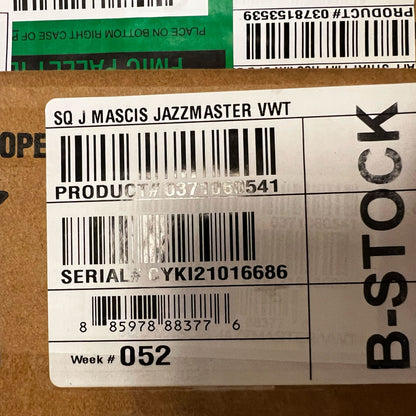 PRODUCT# 0378153539
PLACE ON BOTTOM RIGHT CASE OF
SQ J MASCIS JAZZMASTER VWT
OPE
PRODUCT#
SERIAL# CYKI21016686
8 85978 88377 6
Week # 052
B-STOCK